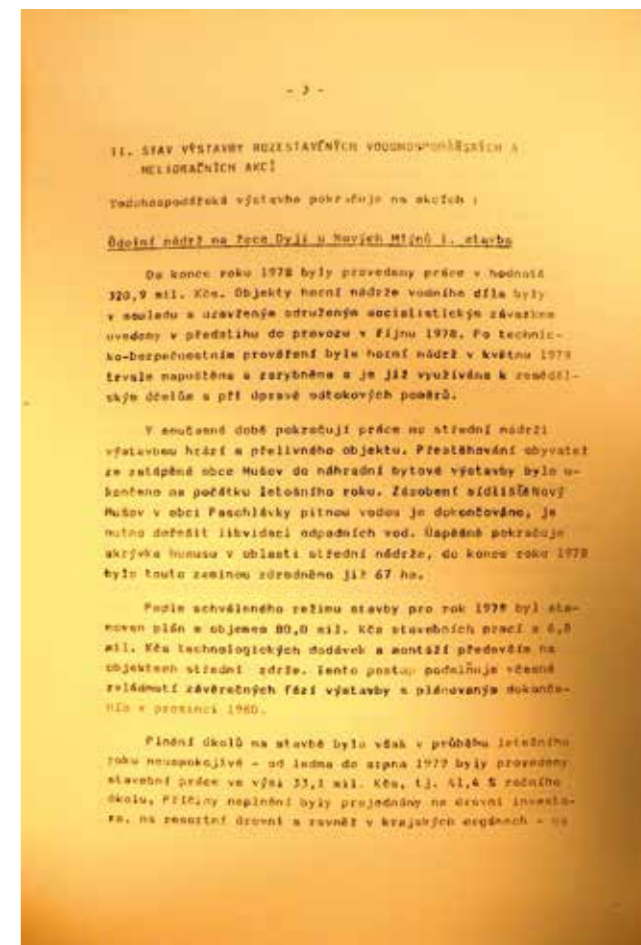 - 3 -
II. STAV VÝSTAVBY ROZESTAVĚNÝCH VODOHOSPODÁŘSKÝCH A
MELIORAČNÍCH AKCÍ
Vodohospodářská výstavba pokračuje na akcích :
Údolní nádrž na řece Dyji u Nových Mlýnů I. stavba
Do konce roku 1978 byly provedeny práce v hodnotě
320,9 mil. Kčs. Objekty horní nádrže vodního díla byly
v souladu s uzavřeným sdruženým socialistickým závazkem
uvedeny v předstihu do provozu v říjnu 1978. Po technic-
ko-bezpečnostním prověření byla horní nádrž v květnu 1979
trvale napuštěna a zarybněna a je již využívána k zeměděl-
ským účelům a při úpravě odtokových poměrů.
V současné době pokračují práce na střední nádrži
výstavbou hrází a přelivného objektu. Přestěhování obyvatel
ze zatápěné obce Mušov do náhradní bytové výstavby bylo u-
končeno na počátku letošního roku. Zásobení sídliště Nový
Mušov v obci Pasohlávky pitnou vodou je dokončováno, je
nutno dořešit likvidaci odpadních vod. Úspěšně pokračuje
skrývka humusu v oblasti střední nádrže, do konce roku 1978
bylo touto zeminou zúrodněno již 67 ha.
Podle schváleného režimu stavby pro rok 1979 byl sta-
noven plán s objemem 80,0 mil. Kčs stavebních prací a 6,8
mil. Kčs technologických dodávek a montáží především na
objektech střední zdrže. Tento postup podmiňuje včasné
zvládnutí závěrečných fází výstavby s plánovaným dokonče-
ním v prosinci 1980.
Plnění úkolů na stavbě bylo však v průběhu letošního
roku neuspokojivé - od ledna do srpna 1979 byly provedeny
stavební práce ve výši 33,1 mil. Kčs, tj. 41,4 % ročního
úkolu. Příčiny neplnění byly projednány na úrovni investo-
ra, na resortní úrovni a rovněž v krajských orgánech - na